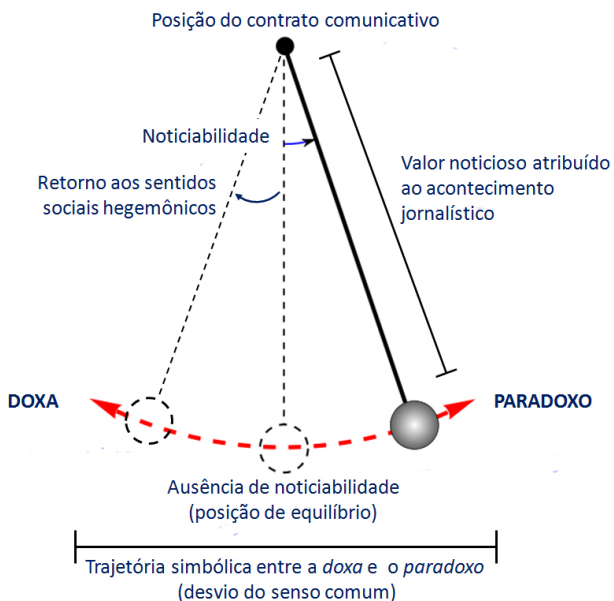 Posição do contrato comunicativo
Noticiabilidade
Retorno aos sentidos
sociais hegemônicos
Valor noticioso atribuído
ao acontecimento
jornalístico
DOXA
PARADOXO
Ausência de noticiabilidade
(posição de equilíbrio)
Trajetória simbólica entre a doxa e o paradoxo
(desvio do senso comum)